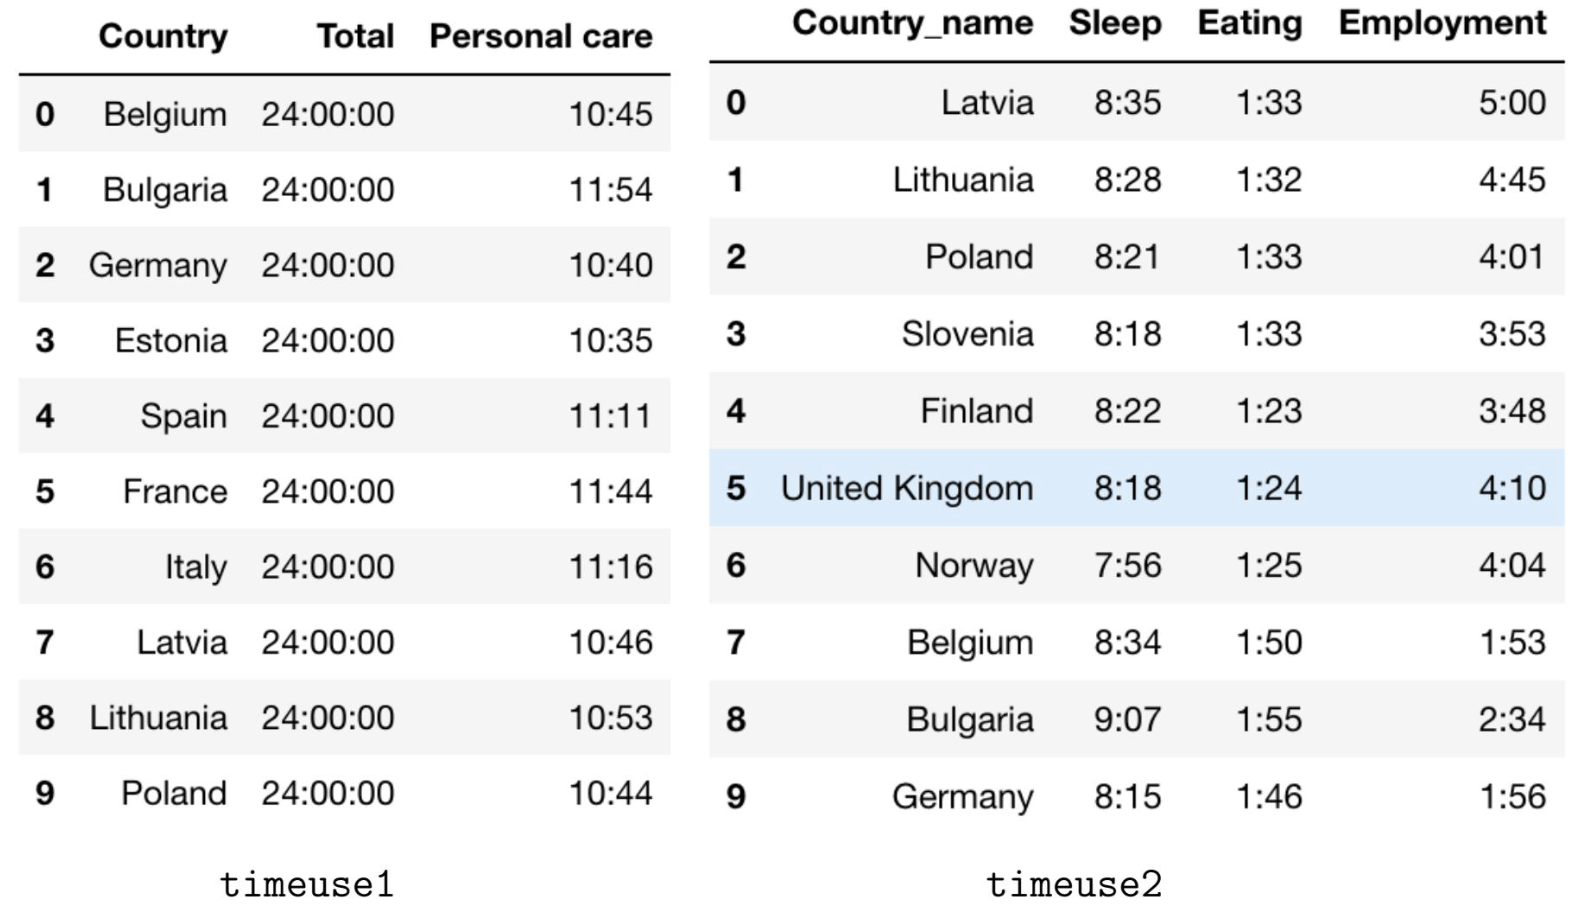 Country Total Personal care
0 Belgium 24:00:00 10:45
1 Bulgaria 24:00:00 11:54
2 Germany 24:00:00 10:40
3 Estonia 24:00:00 10:35
4 Spain 24:00:00 11:11
5 France 24:00:00 11:44
6 Italy 24:00:00 11:16
7 Latvia 24:00:00 10:46
8 Lithuania 24:00:00 10:53
9 Poland 24:00:00 10:44
timeuse1
Country_name Sleep Eating Employment
0 Latvia 8:35 1:33 5:00
1 Lithuania 8:28 1:32 4:45
2 Poland 8:21 1:33 4:01
3 Slovenia 8:18 1:33 3:53
4 Finland 8:22 1:23 3:48
5 United Kingdom 8:18 1:24 4:10
6 Norway 7:56 1:25 4:04
7 Belgium 8:34 1:50 1:53
8 Bulgaria 9:07 1:55 2:34
9 Germany 8:15 1:46 1:56
timeuse2